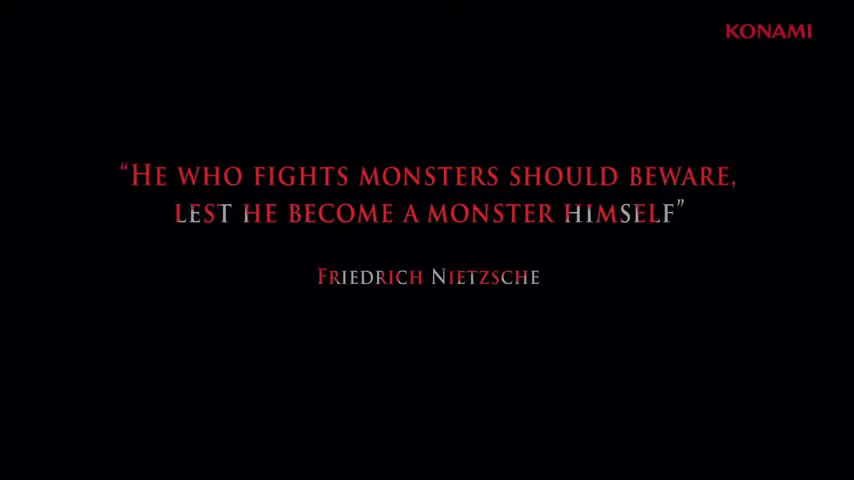 KONAMI
“He who fights monsters should beware,
lest he become a monster himself”
Friedrich Nietzsche